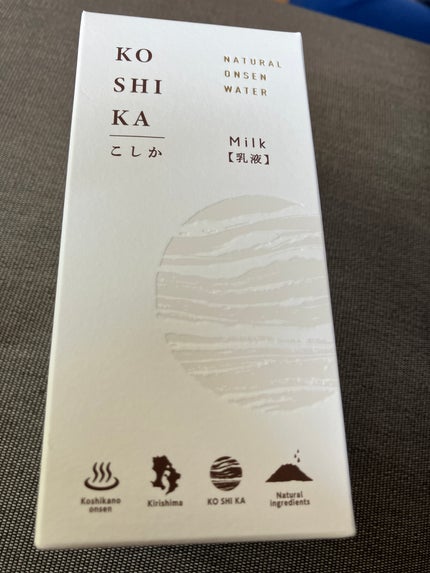 KO
SHI
KA
こしか
NATURAL
ONSEN
WATER
Milk
【乳液】
Koshikano
onsen
Kirishima
KO SHI KA
Natural
ingredients